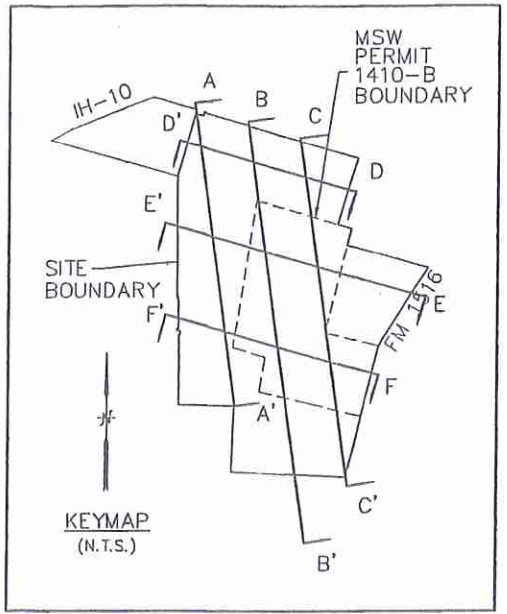 MSW
PERMIT
1410-B
BOUNDARY
IH-10
A
B
C
D'
D
E'
SITE
BOUNDARY
E
FM 1516
F'
F
A'
C'
B'
KEYMAP
(N.T.S.)